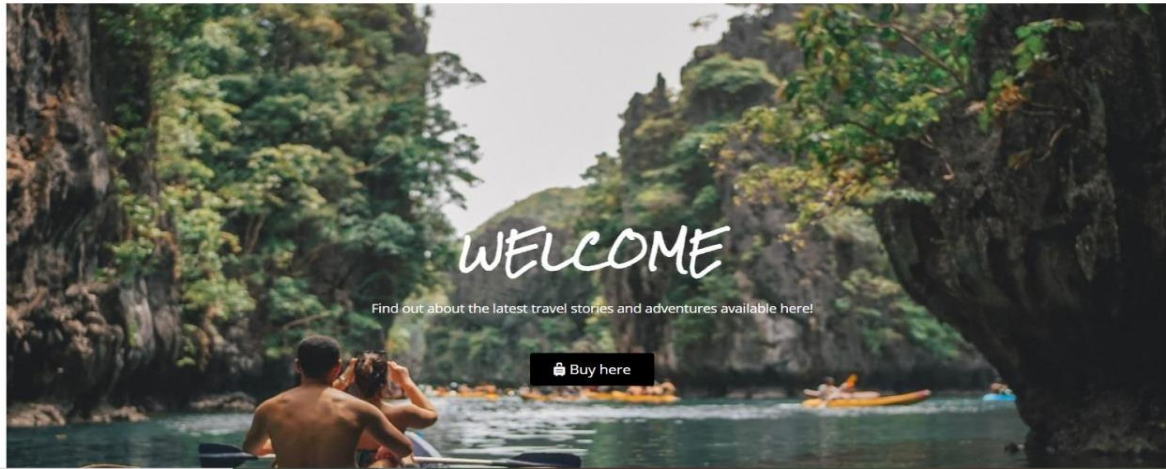 WELCOME
Find out about the latest travel stories and adventures available here!
Buy here